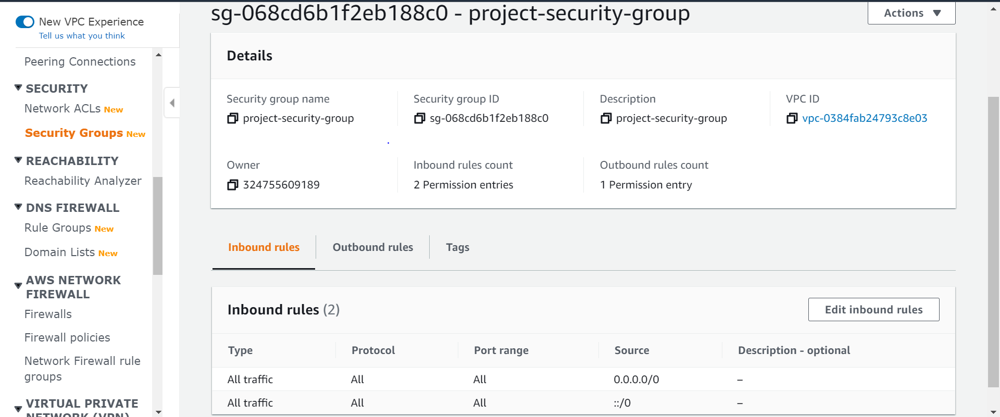 New VPC Experience
Tell us what you think
Peering Connections
SECURITY
Network ACLs New
Security Groups New
REACHABILITY
Reachability Analyzer
DNS FIREWALL
Rule Groups New
Domain Lists New
AWS NETWORK
FIREWALL
Firewalls
Firewall policies
Network Firewall rule
groups
VIRTUAL PRIVATE
NETWORK (VPN)
sg-068cd6b1f2eb188c0 - project-security-group
Actions
Details
Security group name
project-security-group
Security group ID
sg-068cd6b1f2eb188c0
Description
project-security-group
VPC ID
vpc-0384fab24793c8e03
Owner
324755609189
Inbound rules count
2 Permission entries
Outbound rules count
1 Permission entry
Inbound rules Outbound rules Tags
Inbound rules (2)
Edit inbound rules
Type Protocol Port range Source Description - optional
All traffic All All 0.0.0.0/0 –
All traffic All All ::/0 –